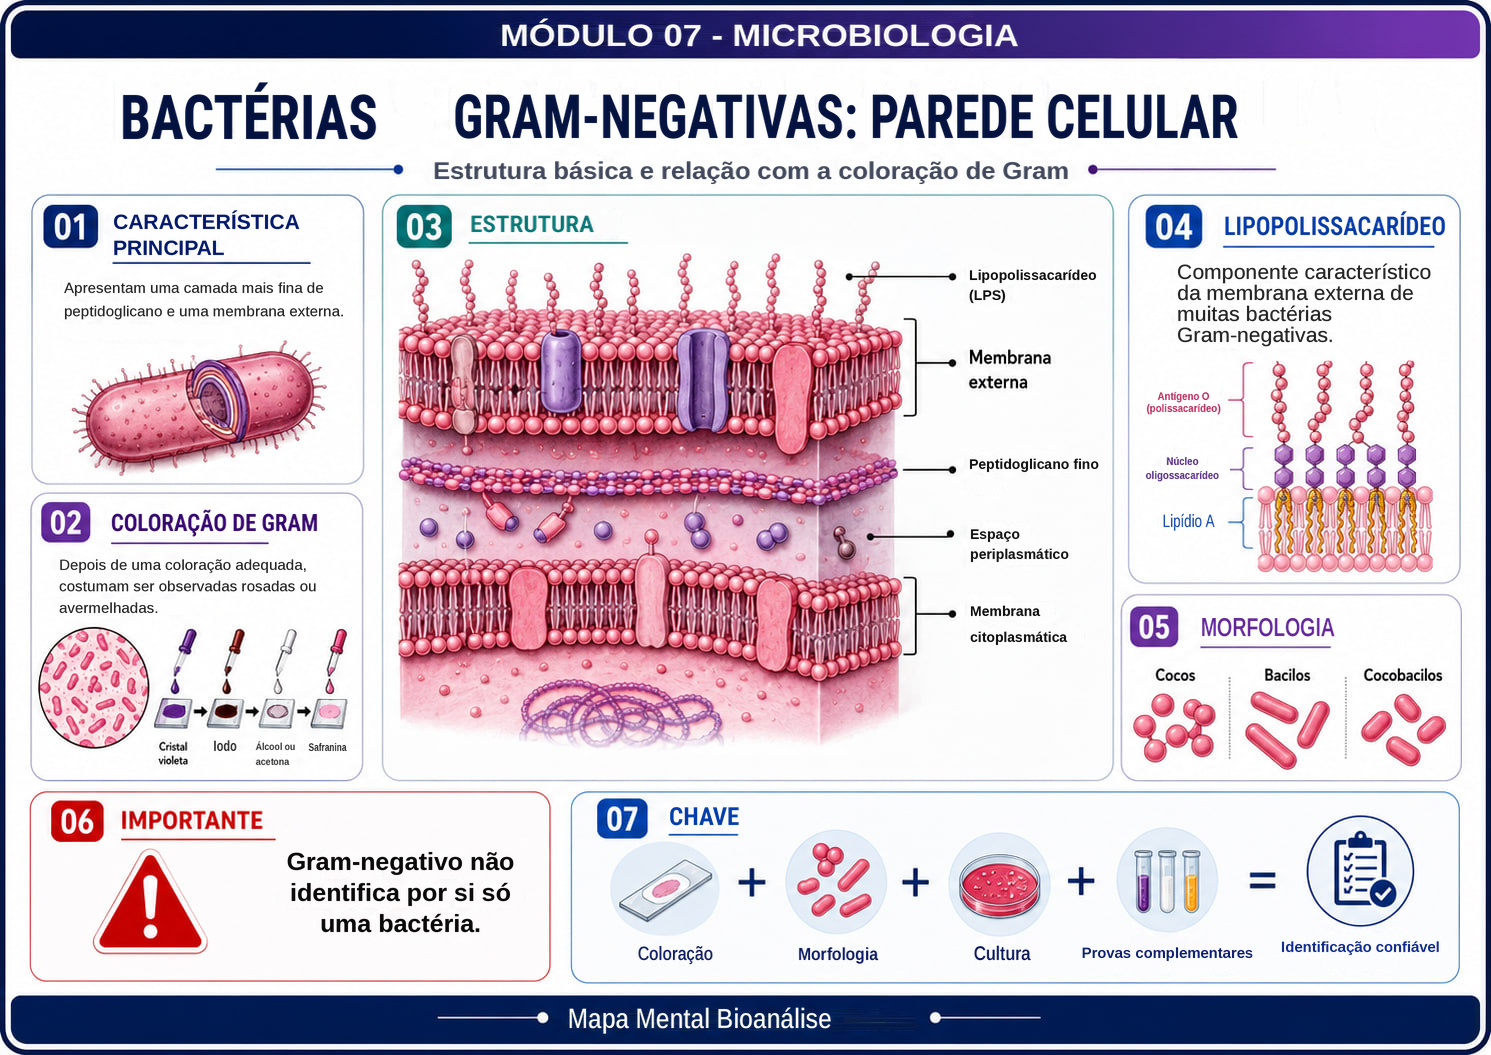 MÓDULO 07 - MICROBIOLOGIA
BACTÉRIAS GRAM-NEGATIVAS: PAREDE CELULAR
Estrutura básica e relação com a coloração de Gram
01 CARACTERÍSTICA
PRINCIPAL
Apresentam uma camada mais fina de
peptidoglicano e uma membrana externa.
02 COLORAÇÃO DE GRAM
Depois de uma coloração adequada,
costumam ser observadas rosadas ou
avermelhadas.
Cristal
violeta
Iodo
Álcool ou
acetona
Safranina
03 ESTRUTURA
Lipopolissacarídeo
(LPS)
Membrana
externa
Peptidoglicano fino
Espaço
periplasmático
Membrana
citoplasmática
04 LIPOPOLISSACARÍDEO
Componente característico
da membrana externa de
muitas bactérias
Gram-negativas.
Antígeno O
(polissacarídeo)
Núcleo
oligossacarídeo
Lipídio A
05 MORFOLOGIA
Cocos
Bacilos
Cocobacilos
06 IMPORTANTE
Gram-negativo não
identifica por si só
uma bactéria.
07 CHAVE
Coloração + Morfologia + Cultura + Provas complementares = Identificação confiável
Mapa Mental Bioanálise